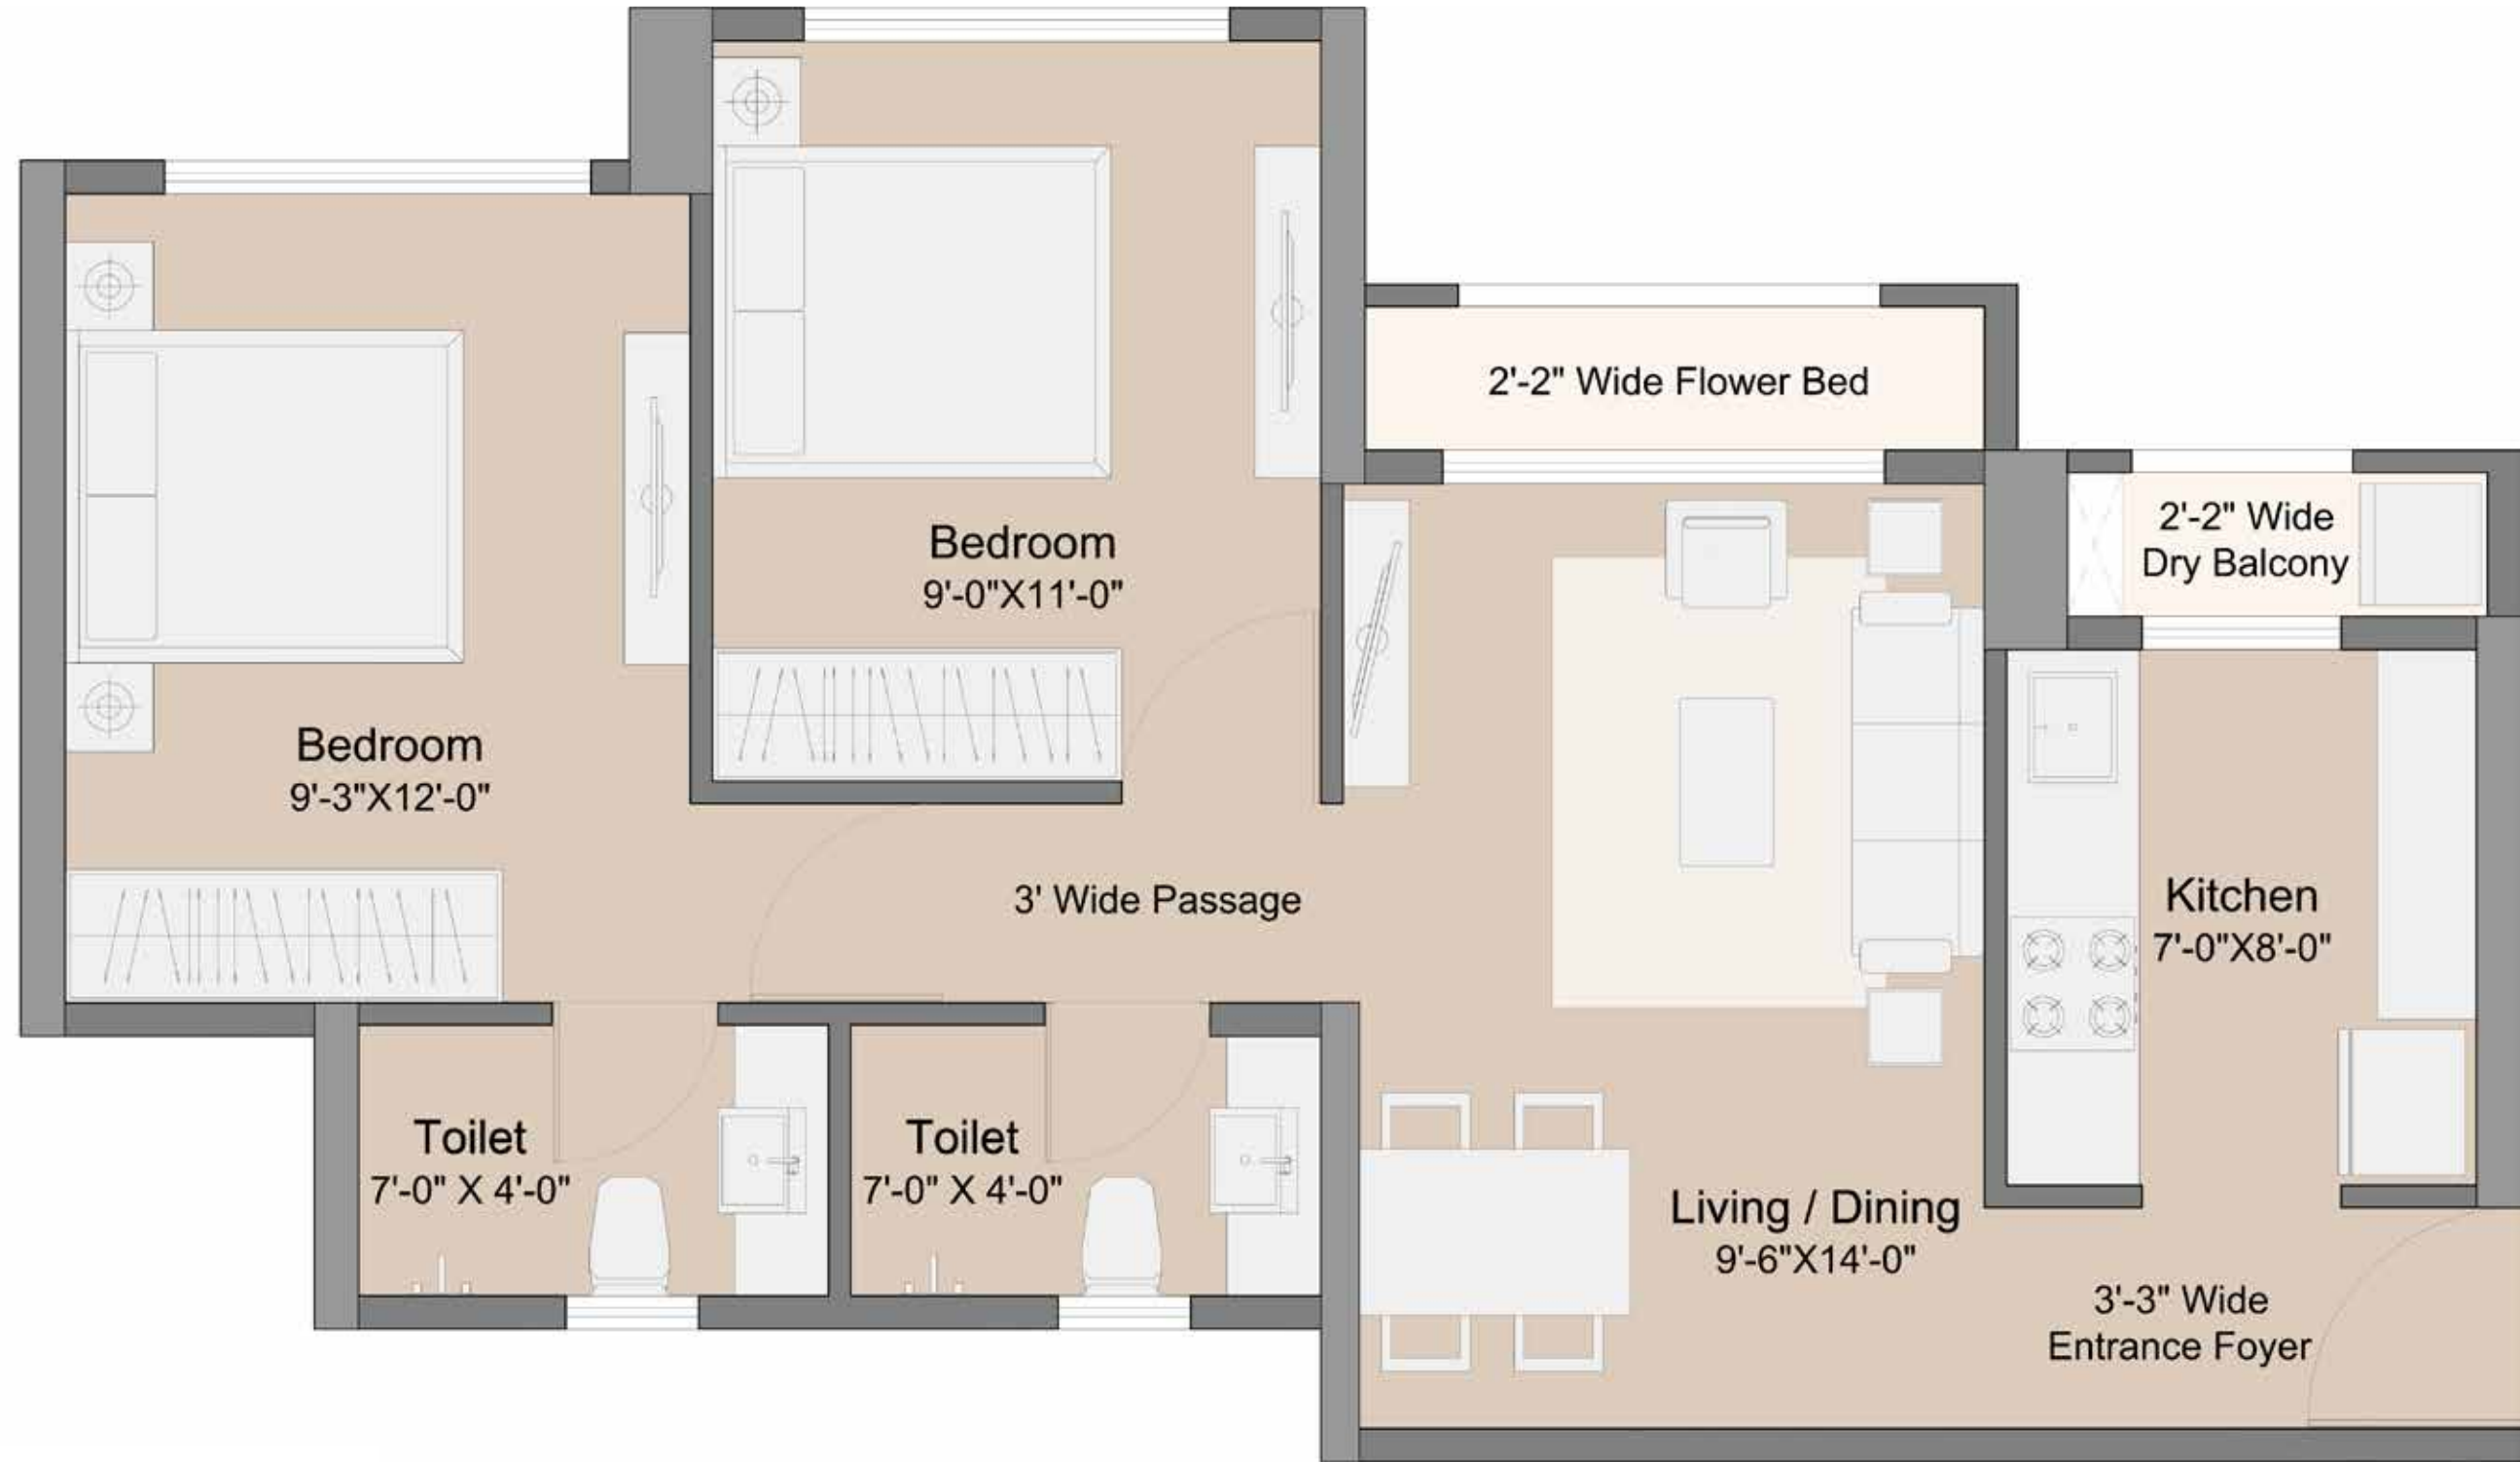 2'-2" Wide Flower Bed
2'-2" Wide
Dry Balcony
Bedroom
9'-0"X11'-0"
Bedroom
9'-3"X12'-0"
3' Wide Passage
Kitchen
7'-0"X8'-0"
Toilet
7'-0" X 4'-0"
Toilet
7'-0" X 4'-0"
Living / Dining
9'-6"X14'-0"
3'-3" Wide
Entrance Foyer